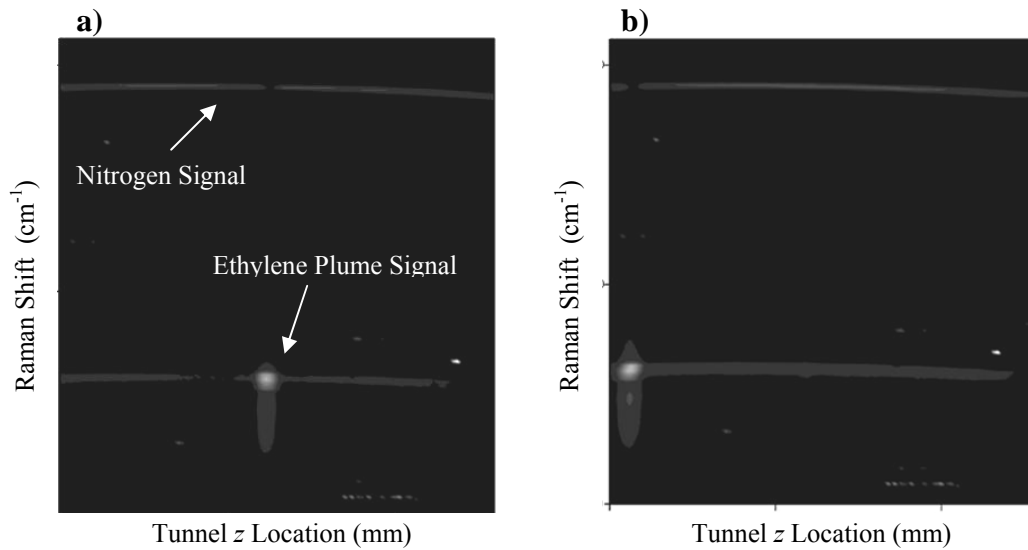 a)
b)
Nitrogen Signal
Ethylene Plume Signal
Raman Shift (cm-1)
Raman Shift (cm-1)
Tunnel z Location (mm)
Tunnel z Location (mm)